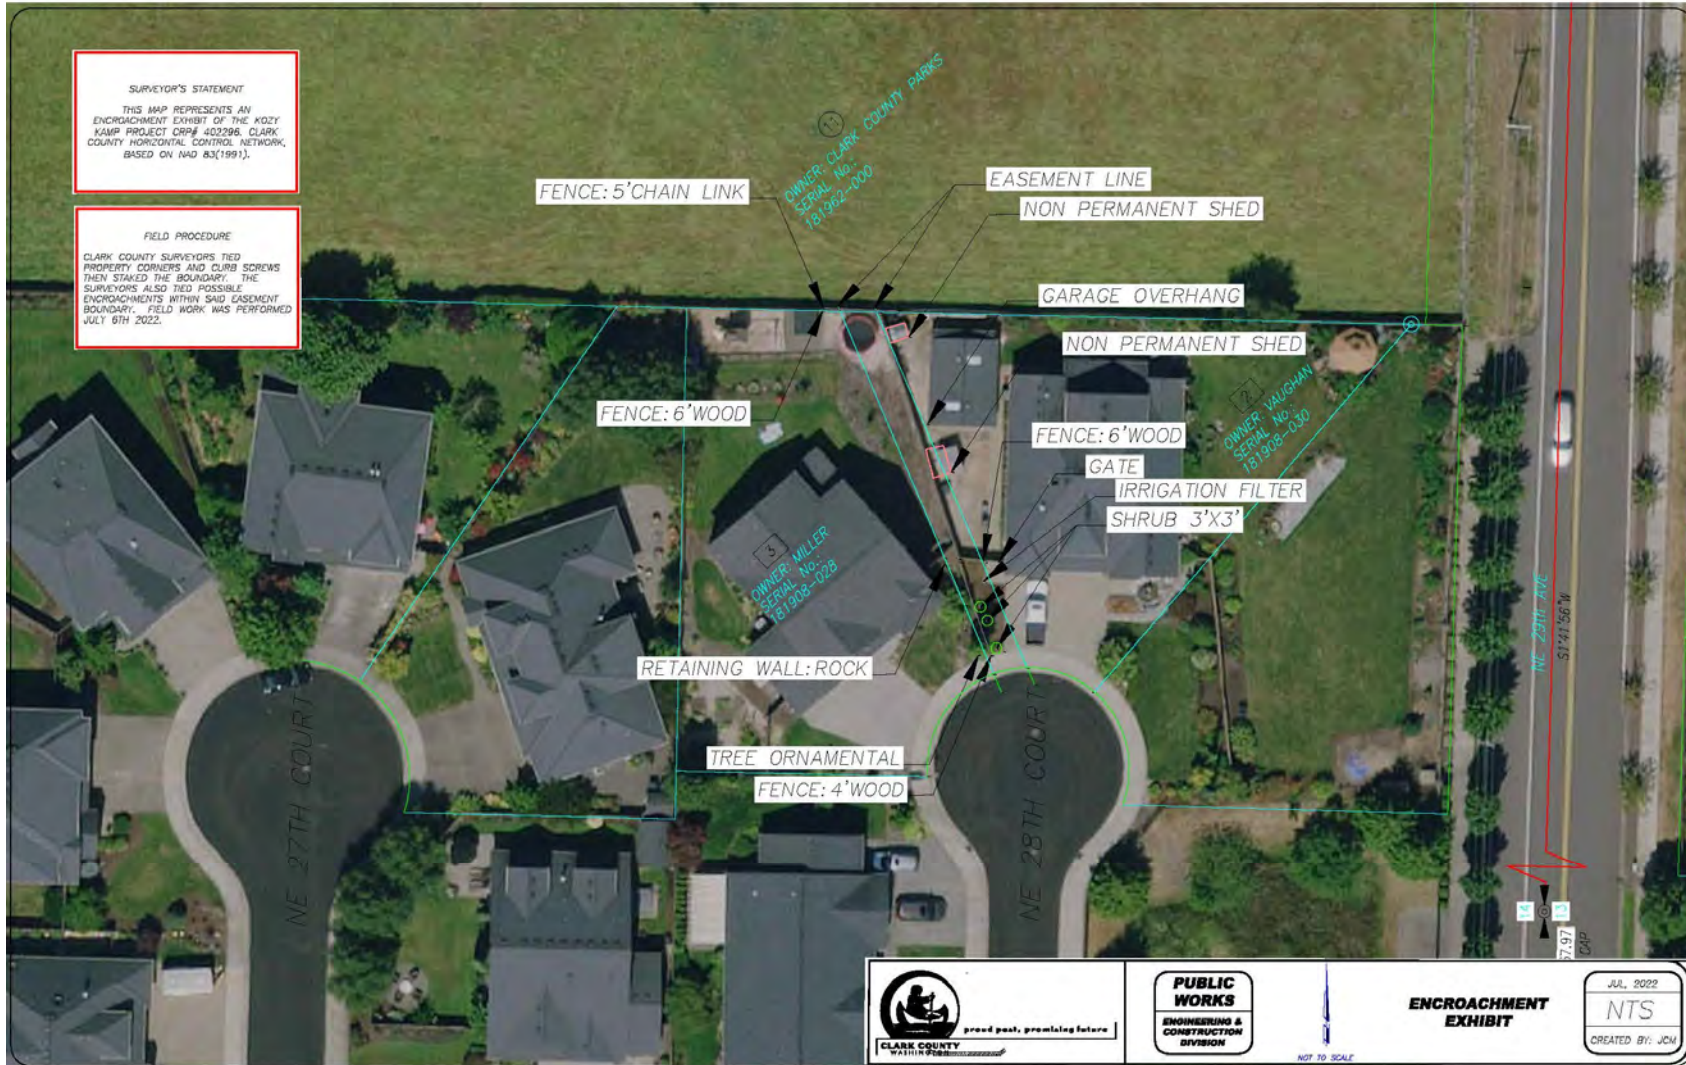 SURVEYOR'S STATEMENT
THIS MAP REPRESENTS AN
ENCROACHMENT EXHIBIT OF THE KOZY
KAMP PROJECT CRP# 402296. CLARK
COUNTY HORIZONTAL CONTROL NETWORK,
BASED ON NAD 83(1991).
FIELD PROCEDURE
CLARK COUNTY SURVEYORS TIED
PROPERTY CORNERS AND CURB SCREWS
THEN STAKED THE BOUNDARY. THE
SURVEYORS ALSO TIED POSSIBLE
ENCROACHMENTS WITHIN SAID EASEMENT
BOUNDARY. FIELD WORK WAS PERFORMED
JULY 6TH 2022.
11
OWNER: CLARK COUNTY PARKS
SERIAL No.:
181962-000
FENCE: 5'CHAIN LINK
EASEMENT LINE
NON PERMANENT SHED
GARAGE OVERHANG
NON PERMANENT SHED
FENCE: 6'WOOD
2
OWNER: VAUGHAN
SERIAL No.:
181908-030
FENCE: 6'WOOD
GATE
IRRIGATION FILTER
SHRUB 3'X3'
3
OWNER: MILLER
SERIAL No.:
181908-028
RETAINING WALL: ROCK
TREE ORNAMENTAL
FENCE: 4'WOOD
NE 27TH COURT
NE 28TH COURT
NE 29TH AVE
S1°41'56"W
14
13
57.97
CAP
proud past, promising future
CLARK COUNTY
WASHINGTON
PUBLIC
WORKS
ENGINEERING &
CONSTRUCTION
DIVISION
NOT TO SCALE
ENCROACHMENT
EXHIBIT
JUL, 2022
NTS
CREATED BY: JCM